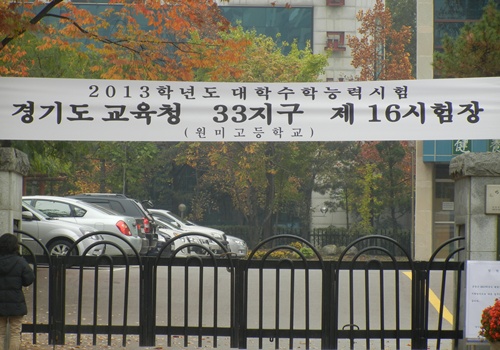 2013학년도 대학수학능력시험
경기도 교육청 33지구 제 16시험장
(원미고등학교)
健